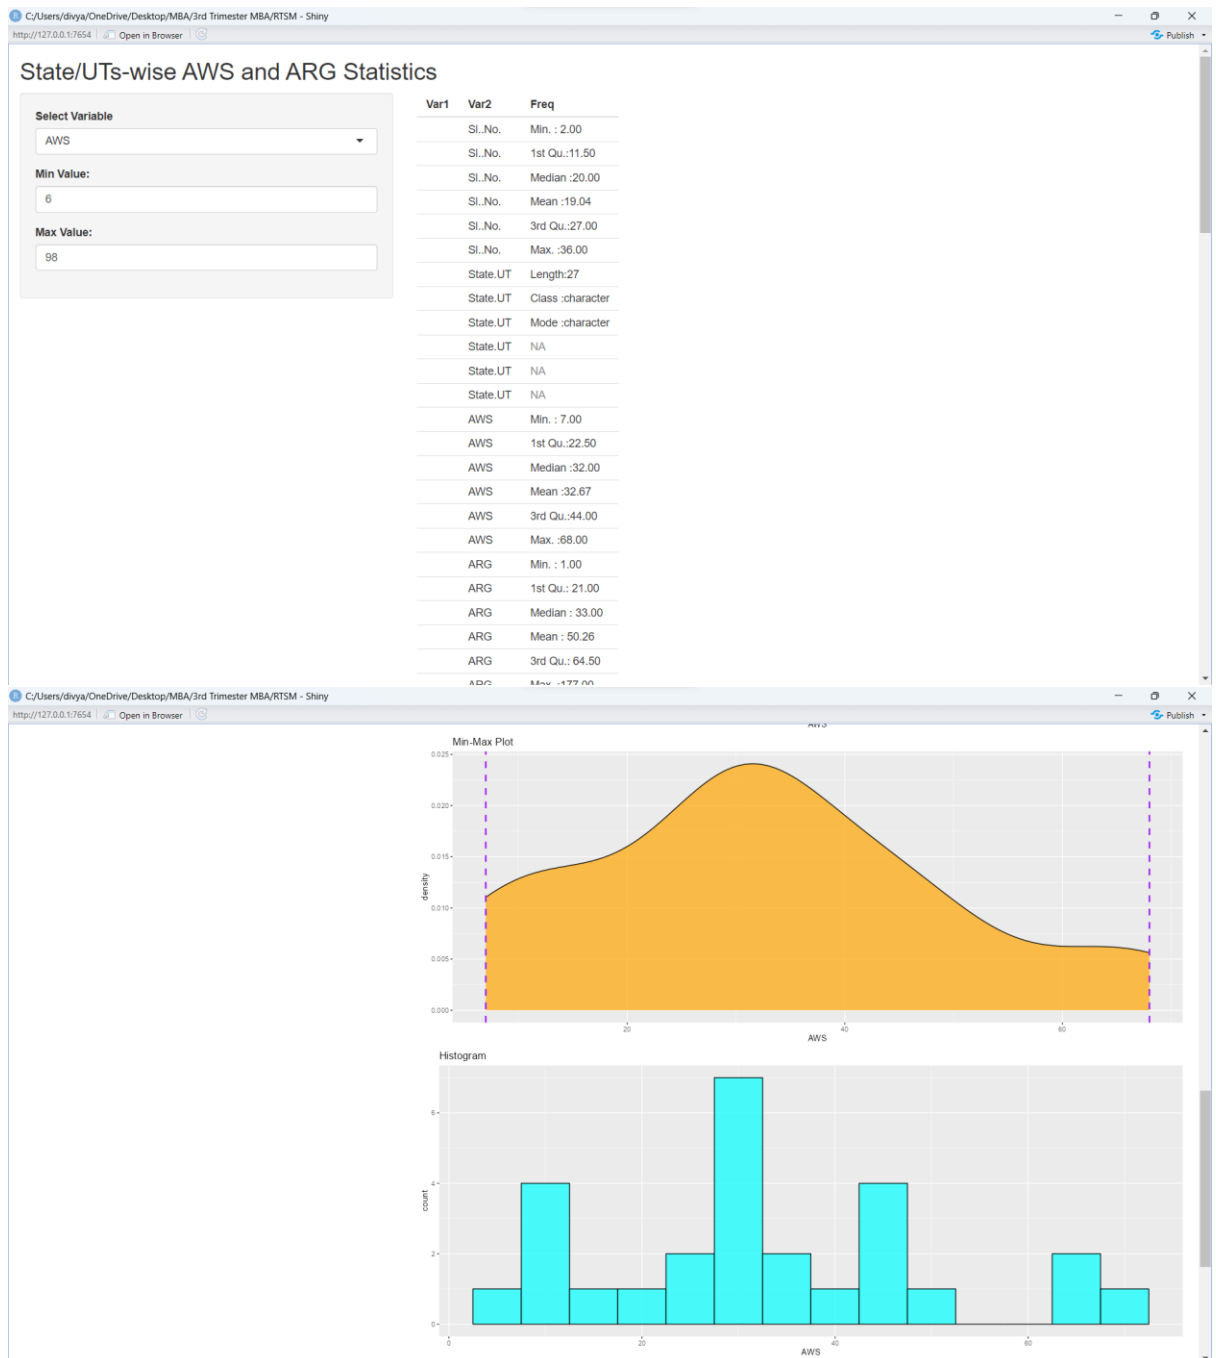 C:/Users/divya/OneDrive/Desktop/MBA/3rd Trimester MBA/RTSM - Shiny
http://127.0.0.1:7654 Open in Browser Publish
State/UTs-wise AWS and ARG Statistics
Select Variable
AWS
Min Value:
6
Max Value:
98
Var1 Var2 Freq
Sl..No. Min. : 2.00
Sl..No. 1st Qu.:11.50
Sl..No. Median :20.00
Sl..No. Mean :19.04
Sl..No. 3rd Qu.:27.00
Sl..No. Max. :36.00
State.UT Length:27
State.UT Class :character
State.UT Mode :character
State.UT NA
State.UT NA
State.UT NA
AWS Min. : 7.00
AWS 1st Qu.:22.50
AWS Median :32.00
AWS Mean :32.67
AWS 3rd Qu.:44.00
AWS Max. :68.00
ARG Min. : 1.00
ARG 1st Qu.: 21.00
ARG Median : 33.00
ARG Mean : 50.26
ARG 3rd Qu.: 64.50
ARG Max. :177.00
C:/Users/divya/OneDrive/Desktop/MBA/3rd Trimester MBA/RTSM - Shiny
http://127.0.0.1:7654 Open in Browser Publish
AWS
Min-Max Plot
0.025
0.020
0.015
density
0.010
0.005
0.000
20 40 60
AWS
Histogram
6
4
count
2
0
0 20 40 60
AWS